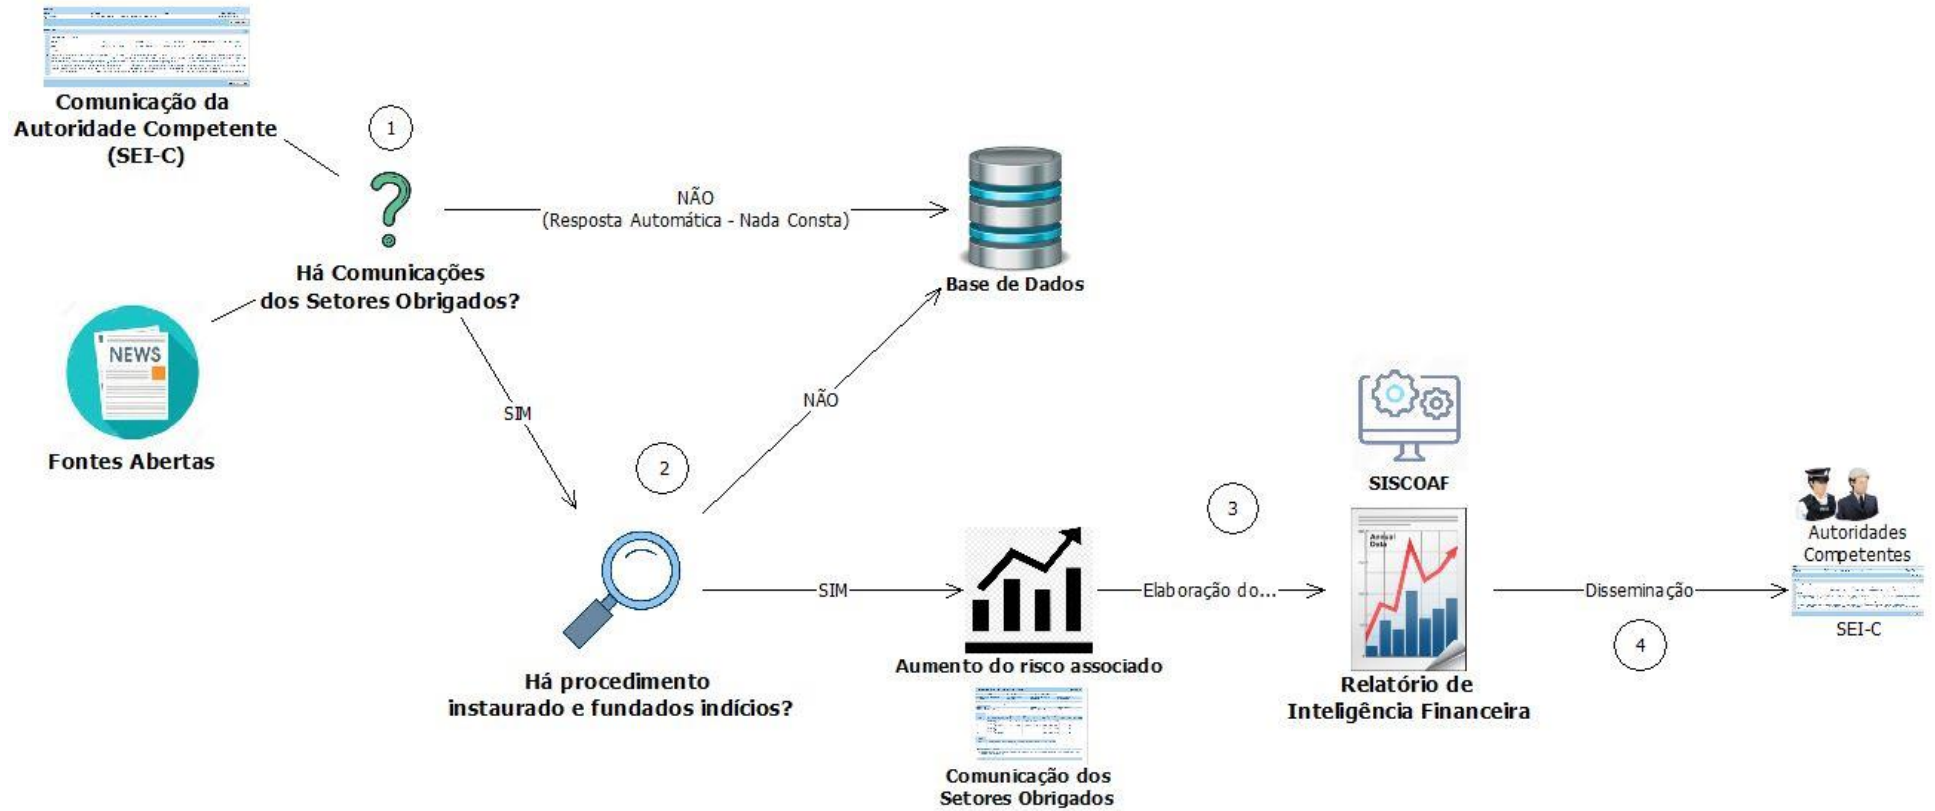 Comunicação da
Autoridade Competente
(SEI-C)
1
NÃO
(Resposta Automática - Nada Consta)
Há Comunicações
dos Setores Obrigados?
Base de Dados
NEWS
Fontes Abertas
SIM
NÃO
2
SISCOAF
3
Annual
Data
Autoridades
Competentes
SIM
Elaboração do...
Disseminação
SEI-C
4
Aumento do risco associado
Há procedimento
instaurado e fundados indícios?
Relatório de
Inteligência Financeira
Comunicação dos
Setores Obrigados